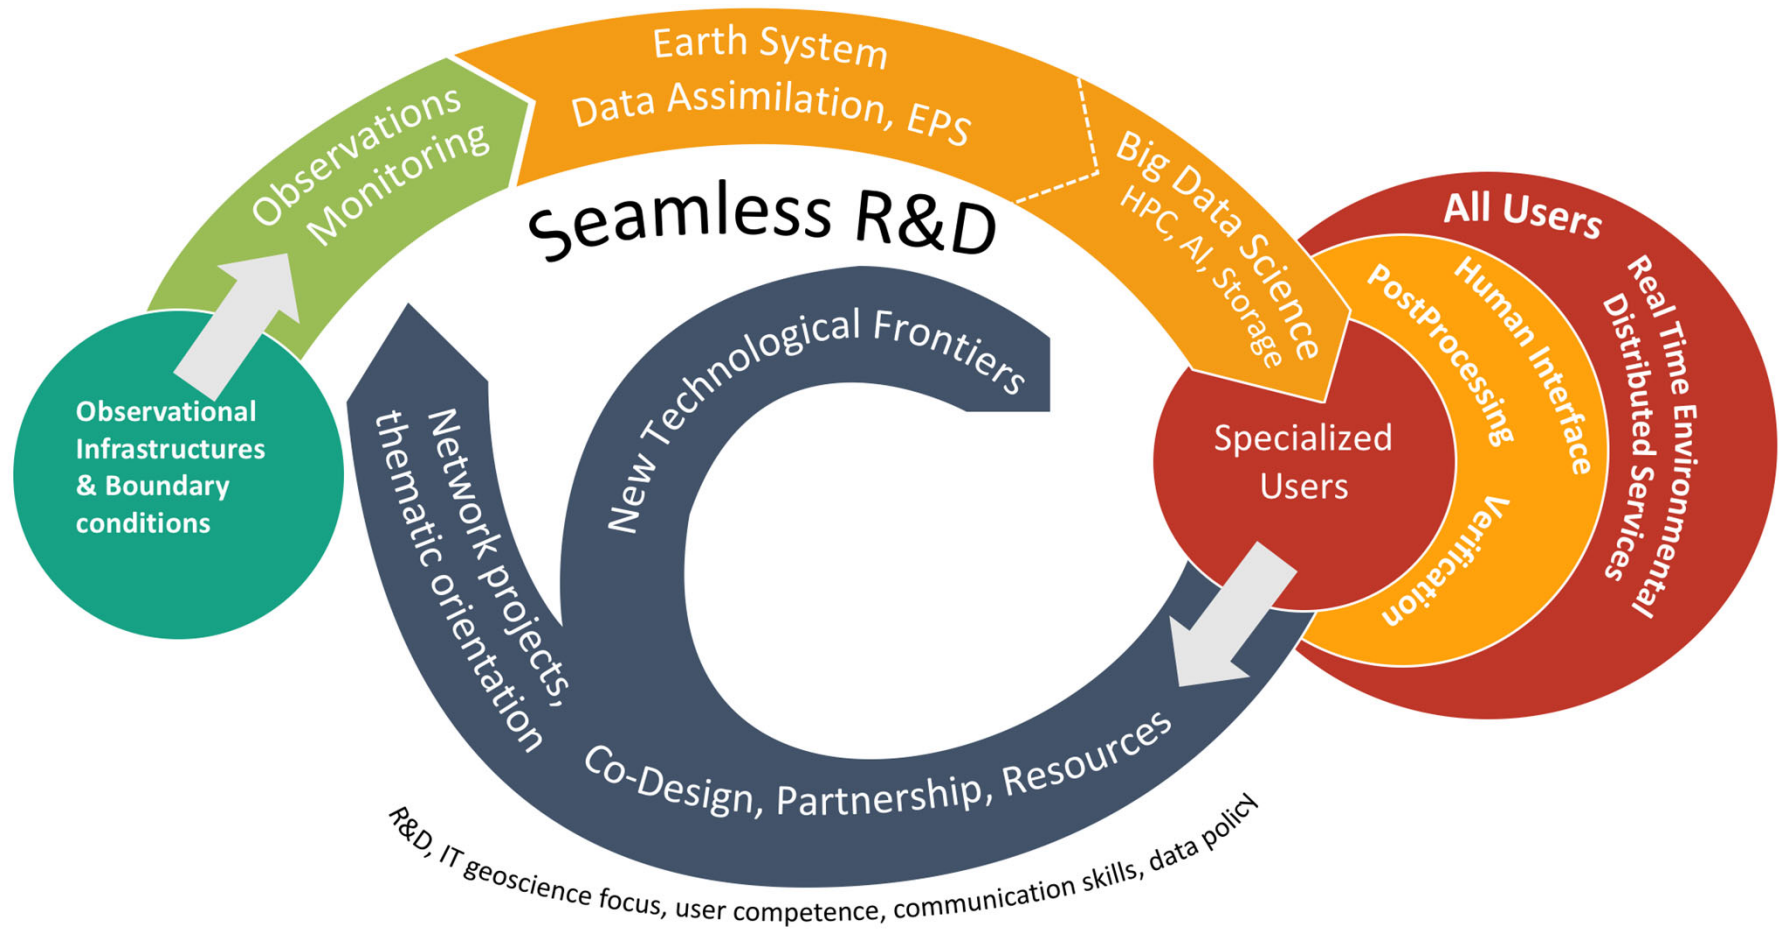 Earth System
Data Assimilation, EPS
Observations
Monitoring
Big Data Science
HPC, AI, Storage
Seamless R&D
All Users
Real Time Environmental
Distributed Services
Human Interface
PostProcessing
Verification
New Technological Frontiers
Observational
Infrastructures
& Boundary
conditions
Specialized
Users
Network projects,
thematic orientation
Co-Design, Partnership, Resources
R&D, IT geoscience focus, user competence, communication skills, data policy